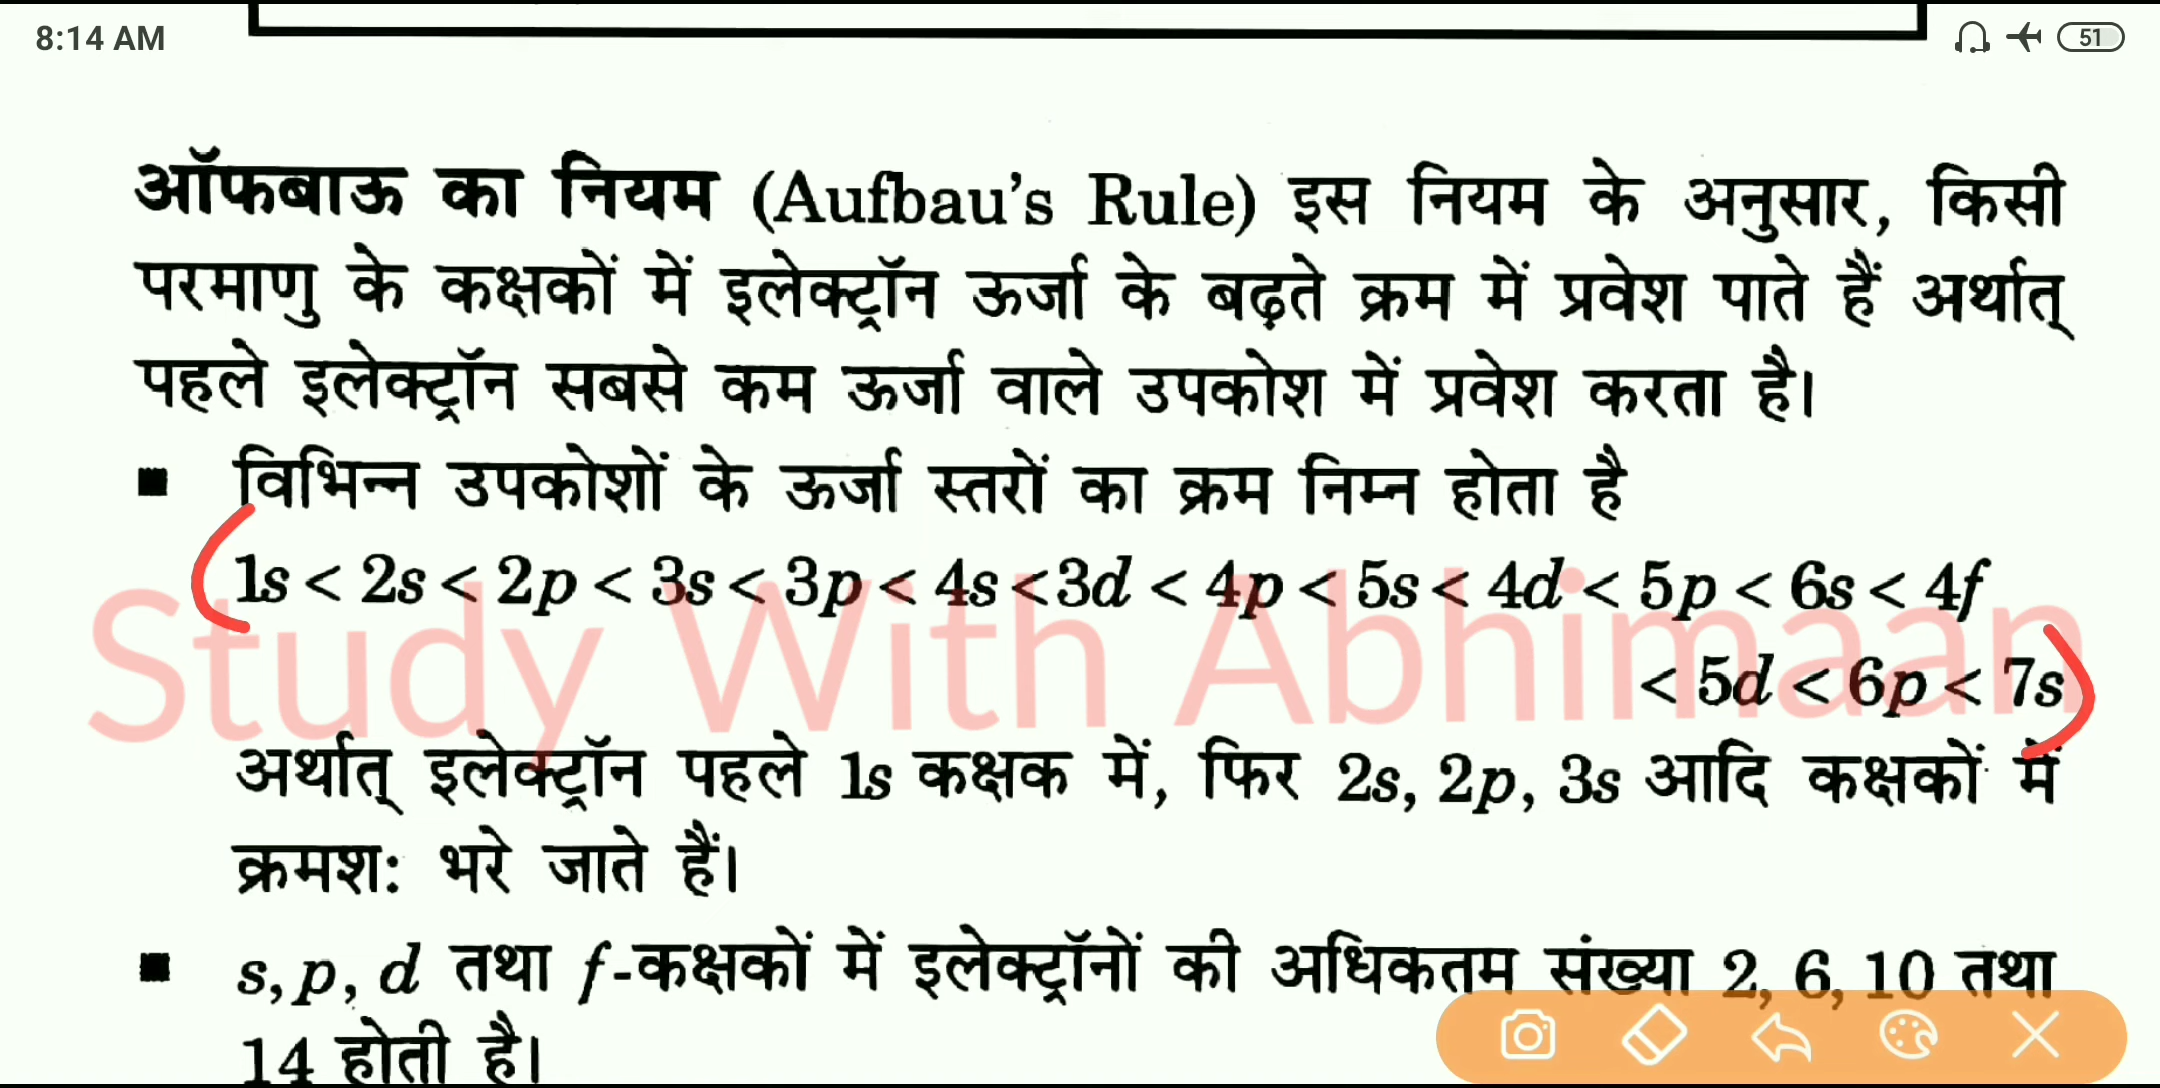 8:14 AM
51
ऑफबाऊ का नियम (Aufbau's Rule) इस नियम के अनुसार, किसी
परमाणु के कक्षकों में इलेक्ट्रॉन ऊर्जा के बढ़ते क्रम में प्रवेश पाते हैं अर्थात्
पहले इलेक्ट्रॉन सबसे कम ऊर्जा वाले उपकोश में प्रवेश करता है।
▪ विभिन्न उपकोशों के ऊर्जा स्तरों का क्रम निम्न होता है
1s < 2s < 2p < 3s < 3p < 4s < 3d < 4p < 5s < 4d < 5p < 6s < 4f
< 5d < 6p < 7s
Study With Abhimaan
अर्थात् इलेक्ट्रॉन पहले 1s कक्षक में, फिर 2s, 2p, 3s आदि कक्षकों में
क्रमशः भरे जाते हैं।
▪ s, p, d तथा f-कक्षकों में इलेक्ट्रॉनों की अधिकतम संख्या 2, 6, 10 तथा
14 होती है।